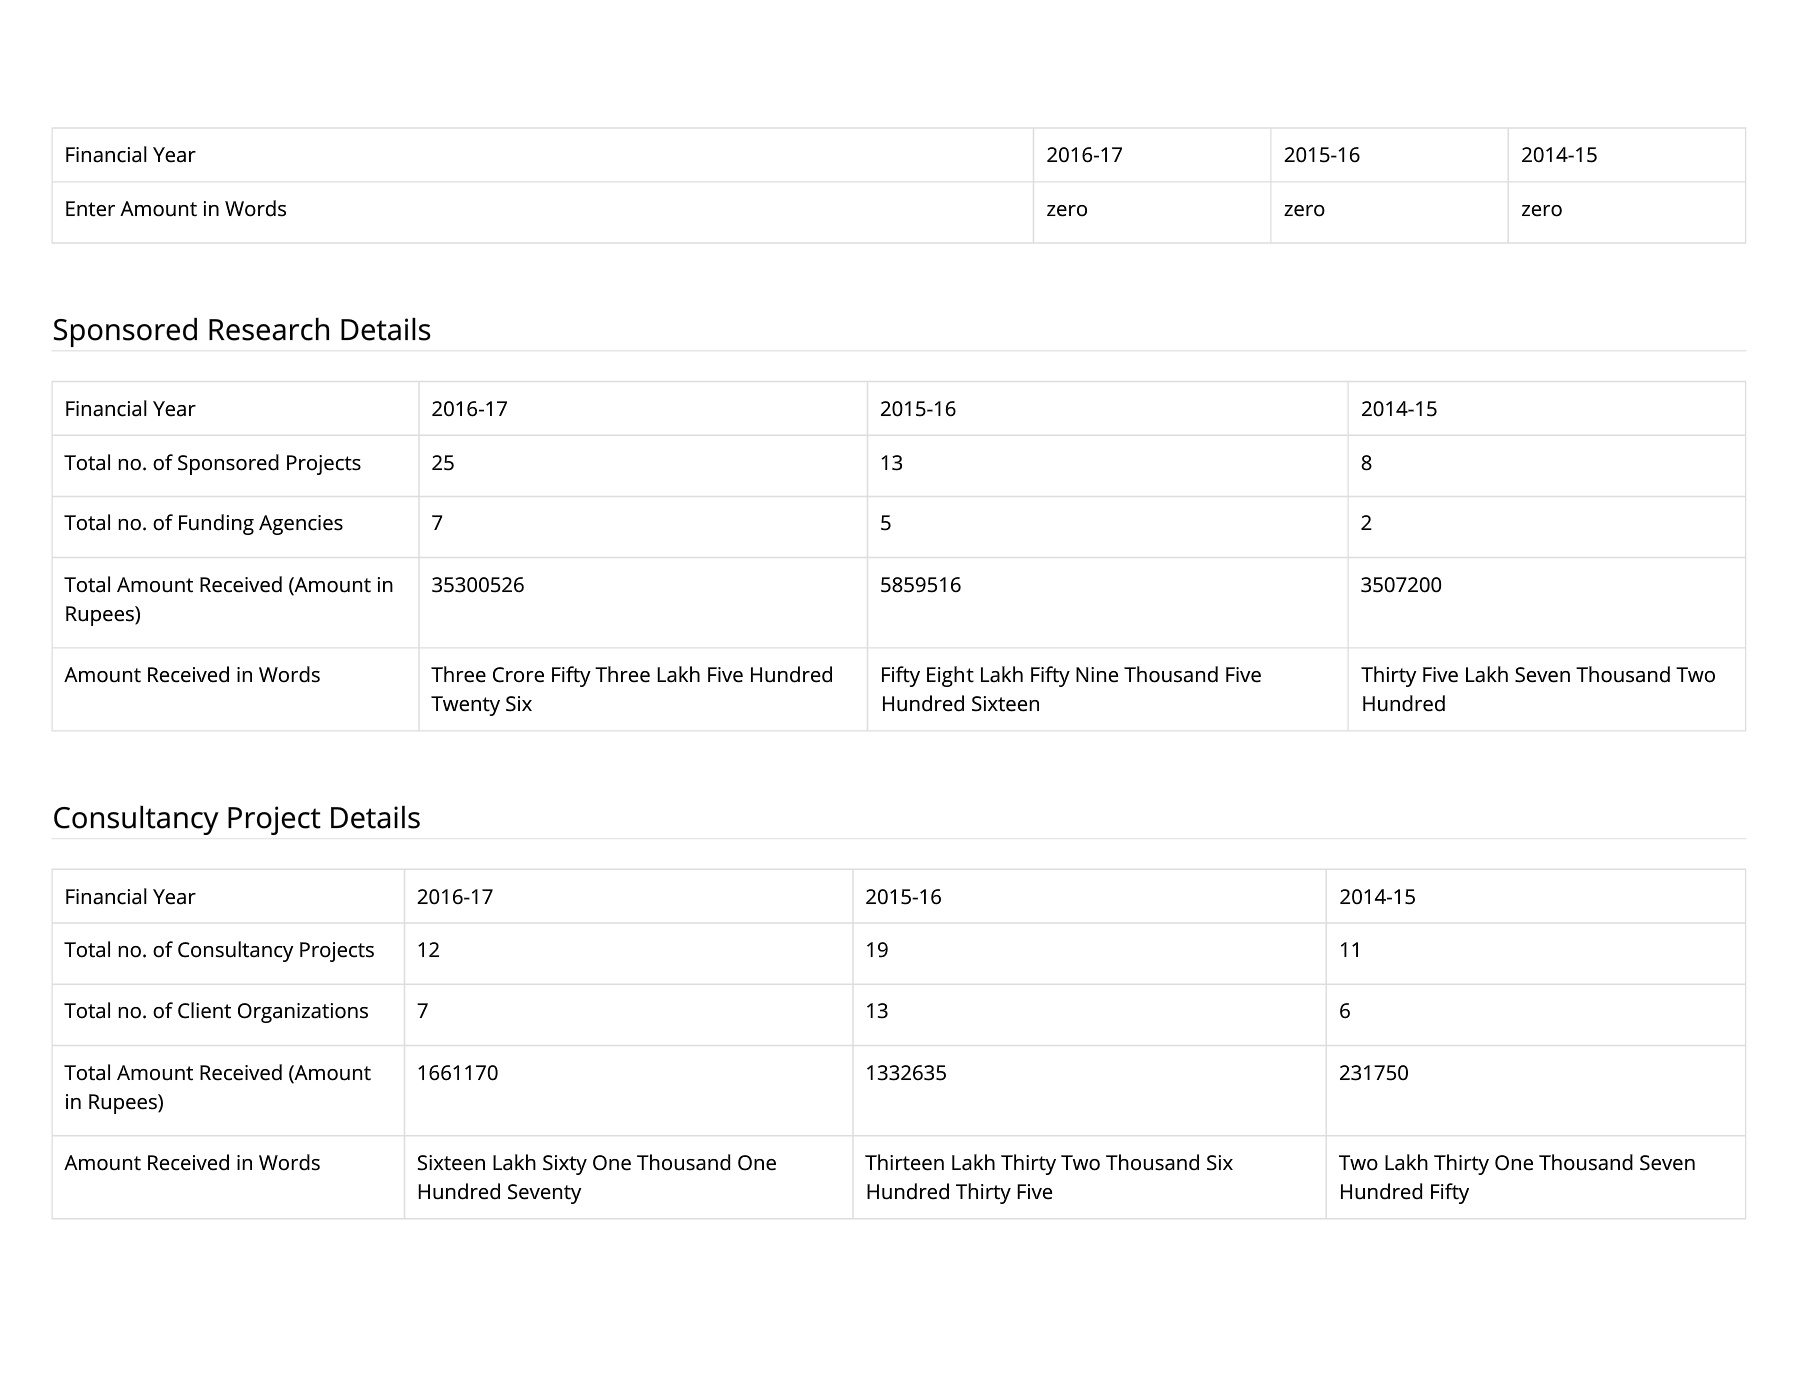 Financial Year 2016-17 2015-16 2014-15
Enter Amount in Words zero zero zero
Sponsored Research Details
Financial Year 2016-17 2015-16 2014-15
Total no. of Sponsored Projects 25 13 8
Total no. of Funding Agencies 7 5 2
Total Amount Received (Amount in 35300526 5859516 3507200
Rupees)
Amount Received in Words Three Crore Fifty Three Lakh Five Hundred Fifty Eight Lakh Fifty Nine Thousand Five Thirty Five Lakh Seven Thousand Two
Twenty Six Hundred Sixteen Hundred
Consultancy Project Details
Financial Year 2016-17 2015-16 2014-15
Total no. of Consultancy Projects 12 19 11
Total no. of Client Organizations 7 13 6
Total Amount Received (Amount 1661170 1332635 231750
in Rupees)
Amount Received in Words Sixteen Lakh Sixty One Thousand One Thirteen Lakh Thirty Two Thousand Six Two Lakh Thirty One Thousand Seven
Hundred Seventy Hundred Thirty Five Hundred Fifty